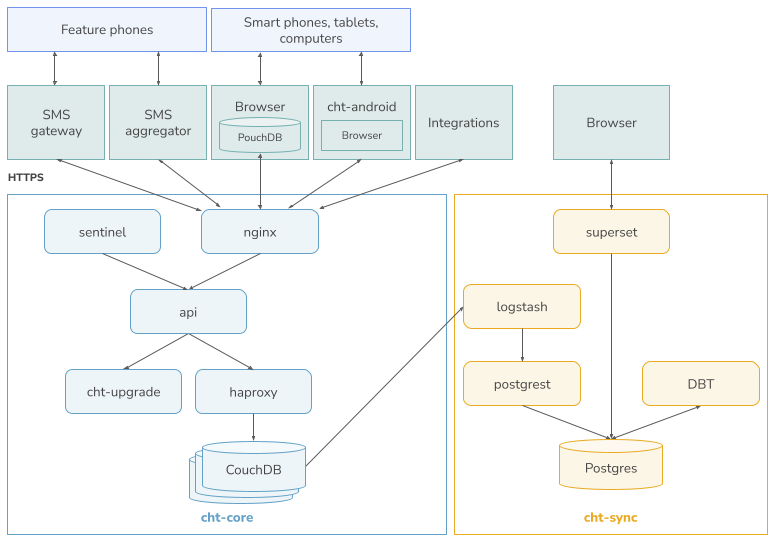 Feature phones
Smart phones, tablets,
computers
SMS
gateway
SMS
aggregator
Browser
PouchDB
cht-android
Browser
Integrations
Browser
HTTPS
sentinel
nginx
superset
api
logstash
cht-upgrade
haproxy
postgrest
DBT
CouchDB
Postgres
cht-core
cht-sync